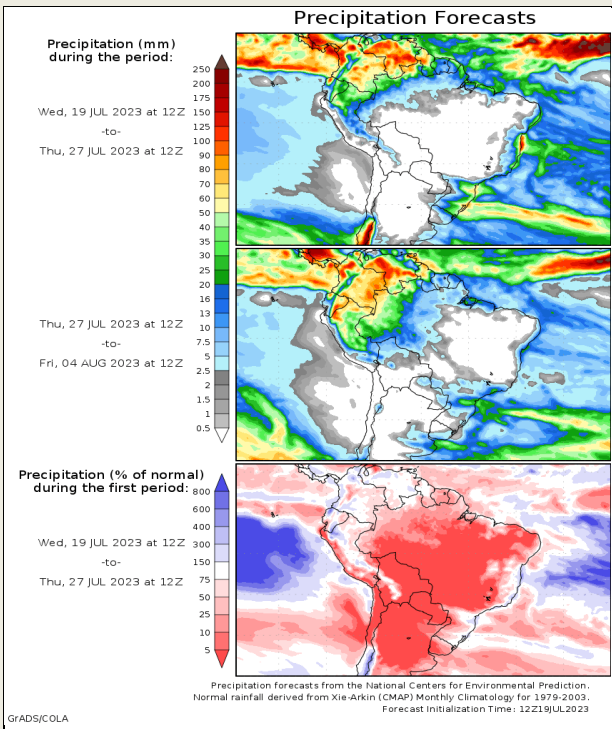 Precipitation Forecasts
Precipitation (mm)
during the period:
Wed, 19 JUL 2023 at 12Z
-to-
Thu, 27 JUL 2023 at 12Z
250
200
175
150
125
100
90
80
70
60
50
40
35
30
25
20
16
13
10
7.5
5
2.5
2
1.5
1
0.5
Thu, 27 JUL 2023 at 12Z
-to-
Fri, 04 AUG 2023 at 12Z
Precipitation (% of normal)
during the first period:
Wed, 19 JUL 2023 at 12Z
-to-
Thu, 27 JUL 2023 at 12Z
800
600
400
300
150
75
50
25
10
5
Precipitation forecasts from the National Centers for Environmental Prediction.
Normal rainfall derived from Xie-Arkin (CMAP) Monthly Climatology for 1979-2003.
Forecast Initialization Time: 12Z19JUL2023
GrADS/COLA